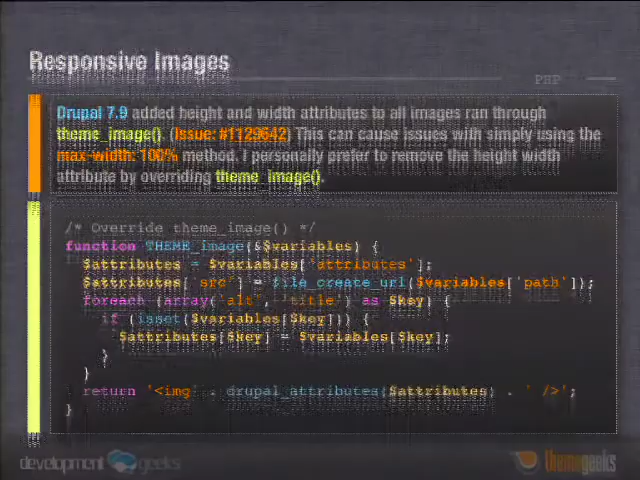 Responsive Images
PHP
Drupal 7.9 added height and width attributes to all images ran through
theme_image(). (Issue: #1129642) This can cause issues with simply using the
max-width: 100% method. I personally prefer to remove the height width
attribute by overriding theme_image().
/* Override theme_image() */
function THEME_image(&$variables) {
$attributes = $variables['attributes'];
$attributes['src'] = file_create_url($variables['path']);
foreach (array('alt', 'title') as $key) {
if (isset($variables[$key])) {
$attributes[$key] = $variables[$key];
}
}
return '<img' . drupal_attributes($attributes) . ' />';
}
development geeks
themegeeks